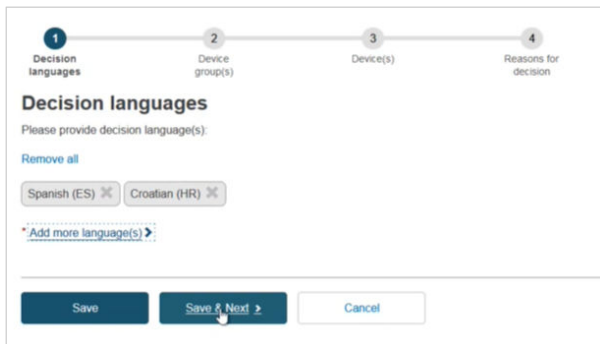 1 2 3 4
Decision languages Device group(s) Device(s) Reasons for decision
Decision languages
Please provide decision language(s):
Remove all
Spanish (ES) Croatian (HR)
* Add more language(s)
Save Save & Next Cancel